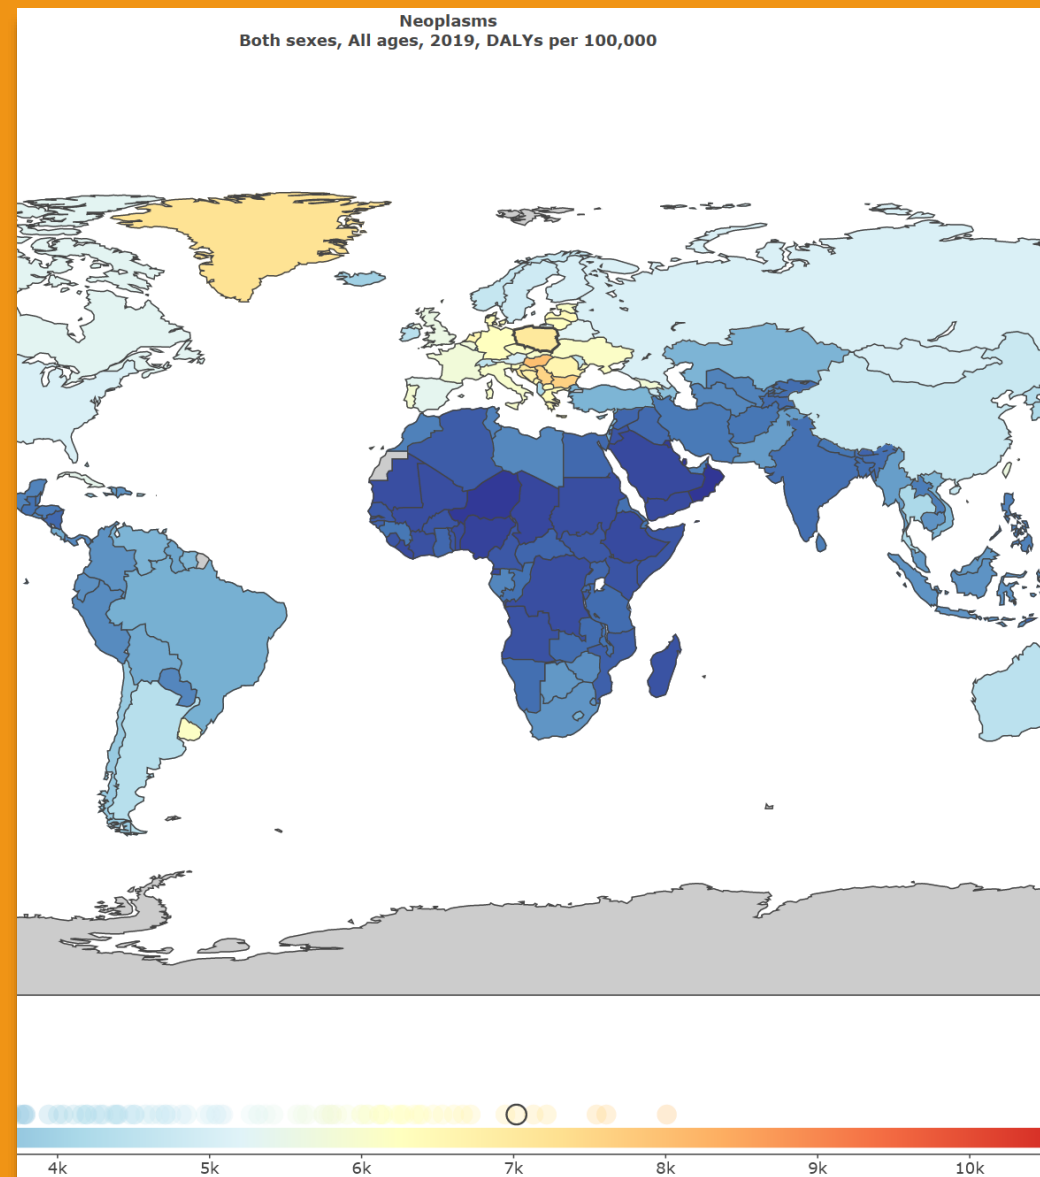 Neoplasms
Both sexes, All ages, 2019, DALYs per 100,000
4k 5k 6k 7k 8k 9k 10k